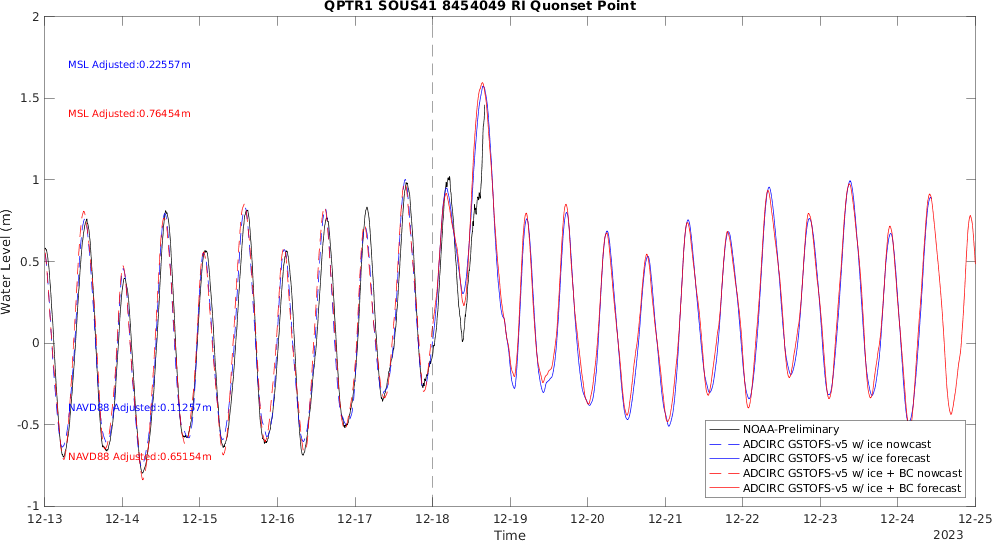 QPTR1 SOUS41 8454049 RI Quonset Point
2
1.5
1
0.5
0
-0.5
-1
Water Level (m)
MSL Adjusted:0.22557m
MSL Adjusted:0.76454m
NAVD88 Adjusted:0.11257m
NAVD88 Adjusted:0.65154m
NOAA-Preliminary
ADCIRC GSTOFS-v5 w/ ice nowcast
ADCIRC GSTOFS-v5 w/ ice forecast
ADCIRC GSTOFS-v5 w/ ice + BC nowcast
ADCIRC GSTOFS-v5 w/ ice + BC forecast
12-13 12-14 12-15 12-16 12-17 12-18 12-19 12-20 12-21 12-22 12-23 12-24 12-25
Time
2023